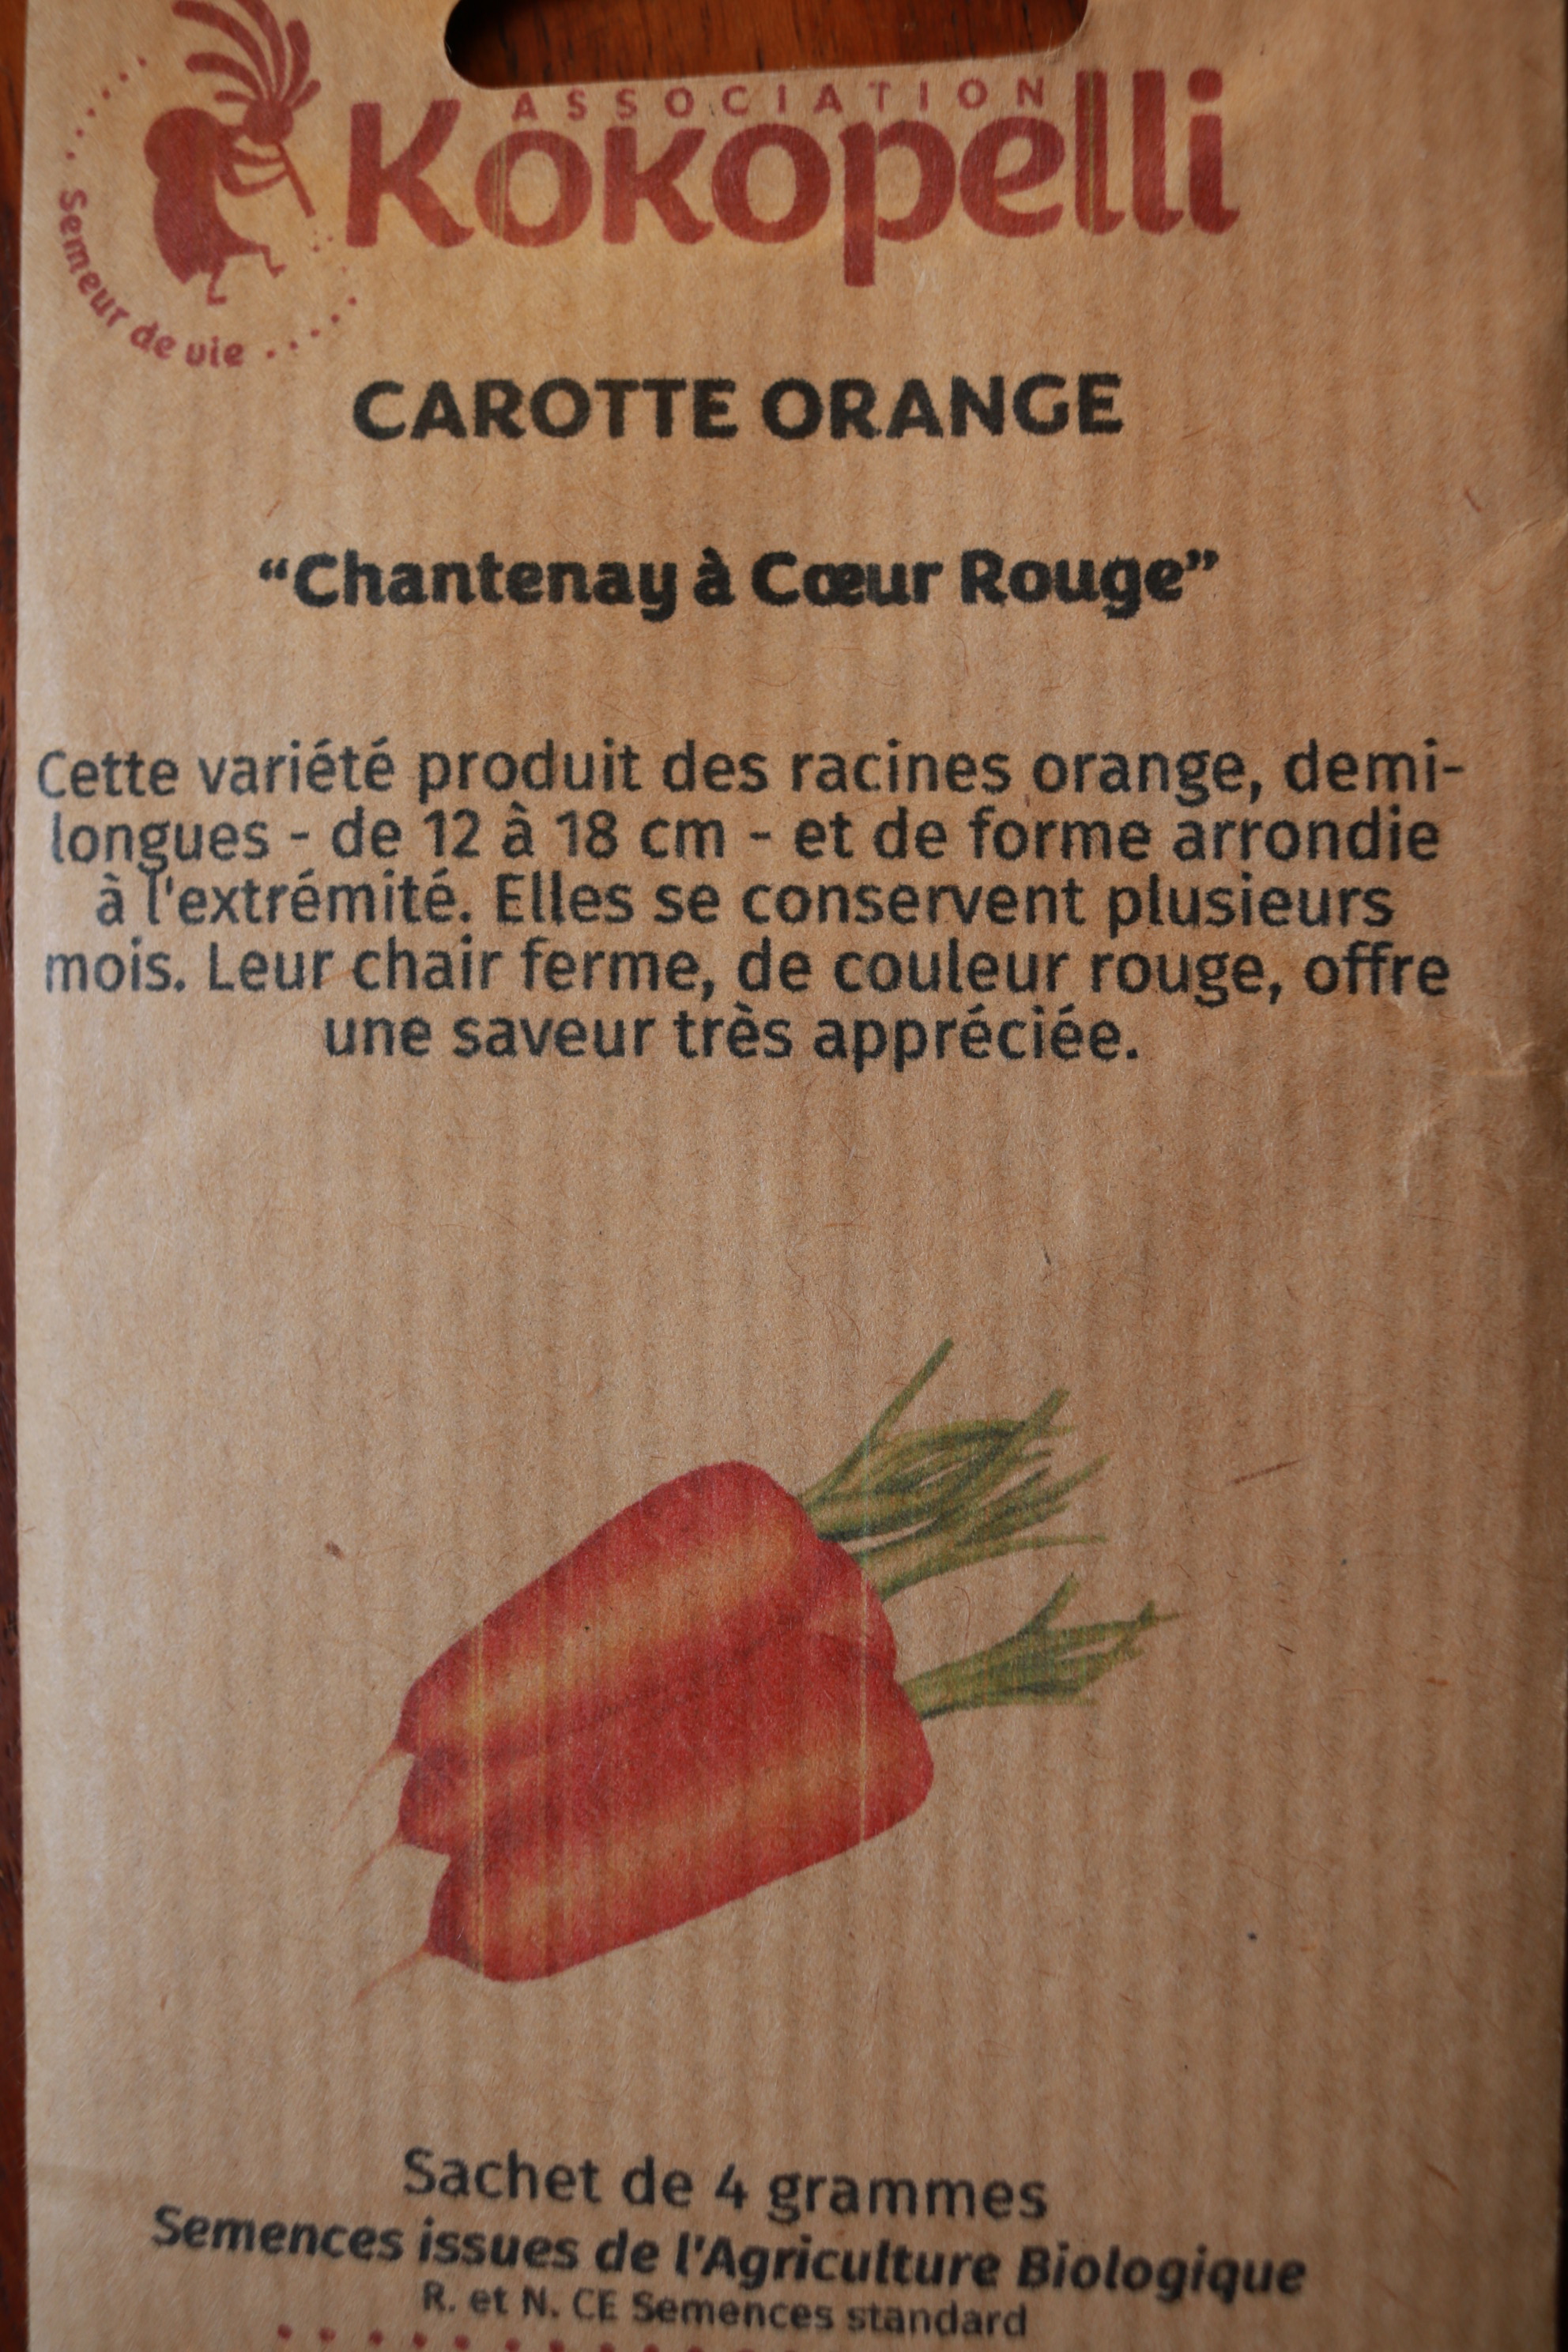 ASSOCIATION
Kokopelli
Semeur de vie
CAROTTE ORANGE
“Chantenay à Cœur Rouge”
Cette variété produit des racines orange, demi-
longues - de 12 à 18 cm - et de forme arrondie
à l'extrémité. Elles se conservent plusieurs
mois. Leur chair ferme, de couleur rouge, offre
une saveur très appréciée.
Sachet de 4 grammes
Semences issues de l'Agriculture Biologique
R. et N. CE Semences standard